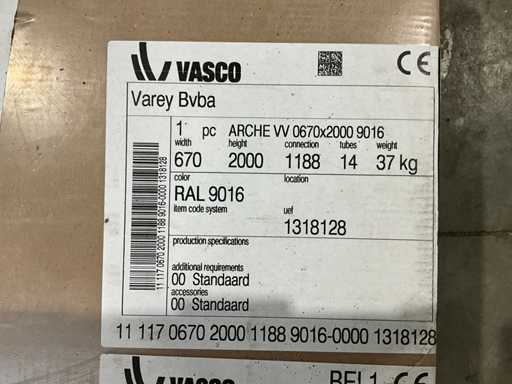 VASCO
CE
Varey Bvba
1 pc ARCHE VV 0670x2000 9016
width height connection tubes weight
670 2000 1188 14 37 kg
color location
RAL 9016
item code system uef
1318128
production specifications
additional requirements
00 Standaard
accessories
00 Standaard
11 117 0670 2000 1188 9016-0000 1318128
11 117 0670 2000 1188 9016-0000 1318128
VASCO
CE